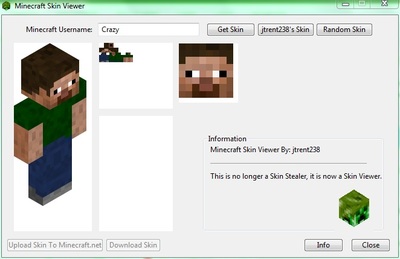 Minecraft Skin Viewer
Minecraft Username: Crazy Get Skin jtrent238's Skin Random Skin
Information
Minecraft Skin Viewer By: jtrent238
This is no longer a Skin Stealer, it is now a Skin Viewer.
Upload Skin To Minecraft.net Download Skin Info Close